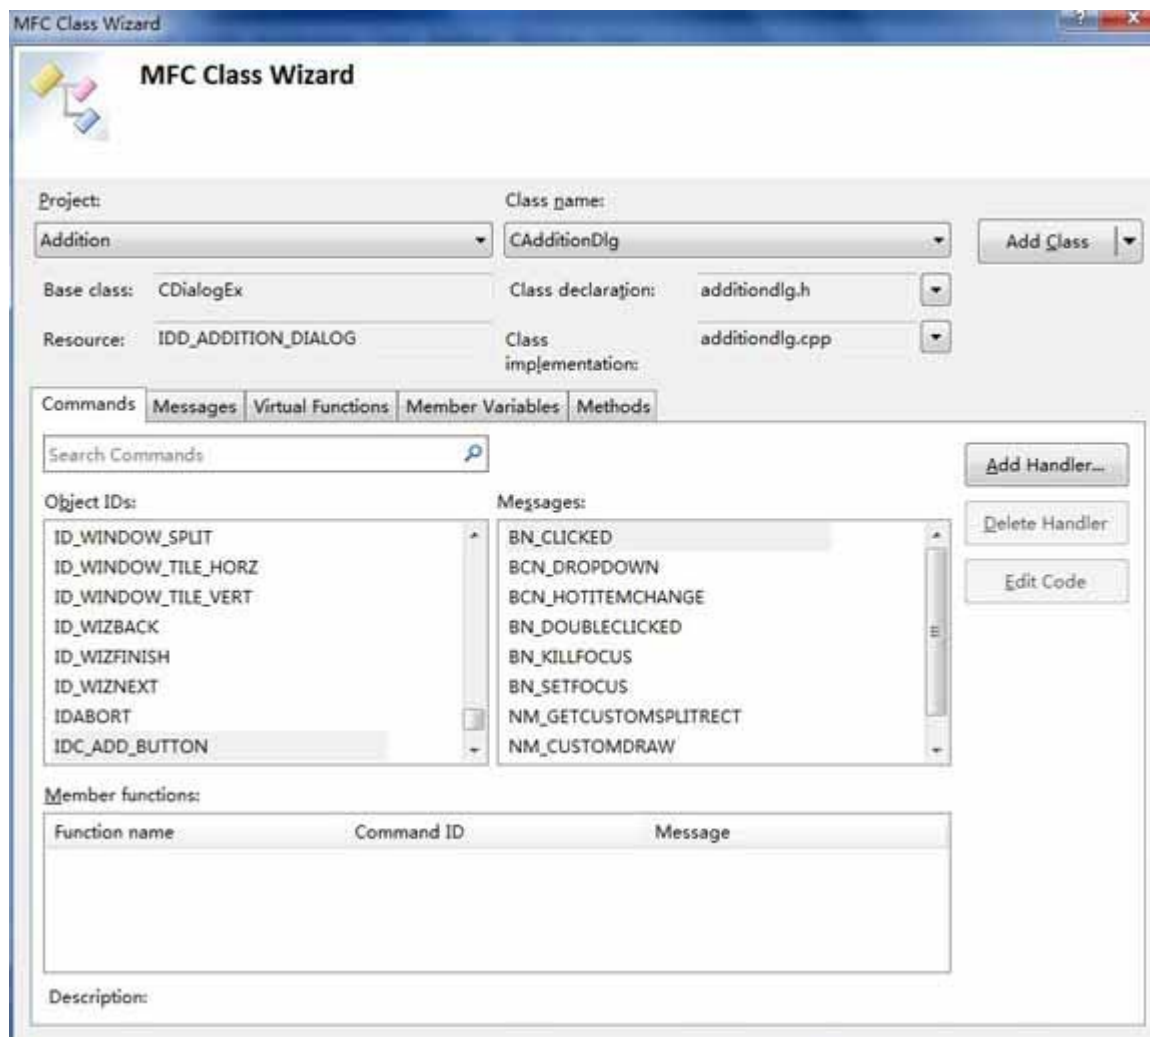 MFC Class Wizard
MFC Class Wizard
Project:
Class name:
Addition
CAdditionDlg
Add Class
Base class:
CDialogEx
Class declaration:
additiondlg.h
Resource:
IDD_ADDITION_DIALOG
Class
implementation:
additiondlg.cpp
Commands
Messages
Virtual Functions
Member Variables
Methods
Search Commands
Add Handler...
Delete Handler
Edit Code
Object IDs:
ID_WINDOW_SPLIT
ID_WINDOW_TILE_HORZ
ID_WINDOW_TILE_VERT
ID_WIZBACK
ID_WIZFINISH
ID_WIZNEXT
IDABORT
IDC_ADD_BUTTON
Messages:
BN_CLICKED
BCN_DROPDOWN
BCN_HOTITEMCHANGE
BN_DOUBLECLICKED
BN_KILLFOCUS
BN_SETFOCUS
NM_GETCUSTOMSPLITRECT
NM_CUSTOMDRAW
Member functions:
Function name
Command ID
Message
Description: